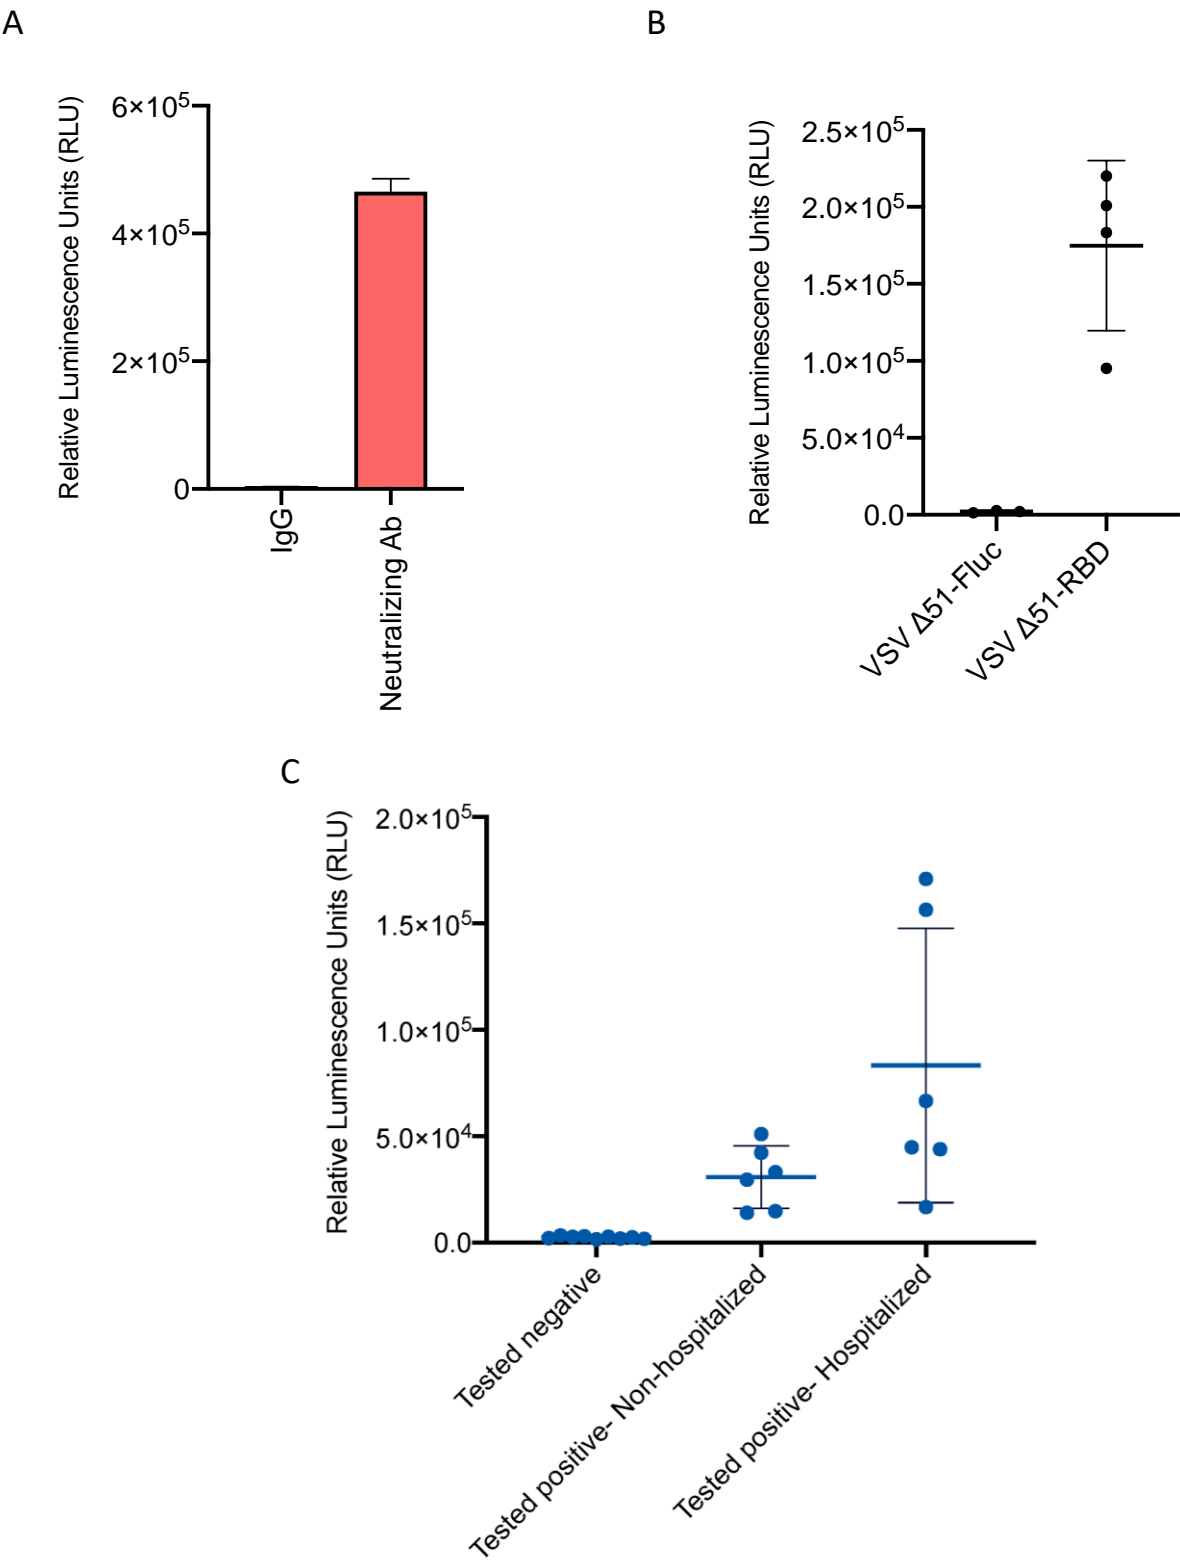 A
Relative Luminescence Units (RLU)
6×10⁵
4×10⁵
2×10⁵
0
IgG
Neutralizing Ab
B
Relative Luminescence Units (RLU)
2.5×10⁵
2.0×10⁵
1.5×10⁵
1.0×10⁵
5.0×10⁴
0.0
VSV Δ51-Fluc
VSV Δ51-RBD
C
Relative Luminescence Units (RLU)
2.0×10⁵
1.5×10⁵
1.0×10⁵
5.0×10⁴
0.0
Tested negative
Tested positive- Non-hospitalized
Tested positive- Hospitalized